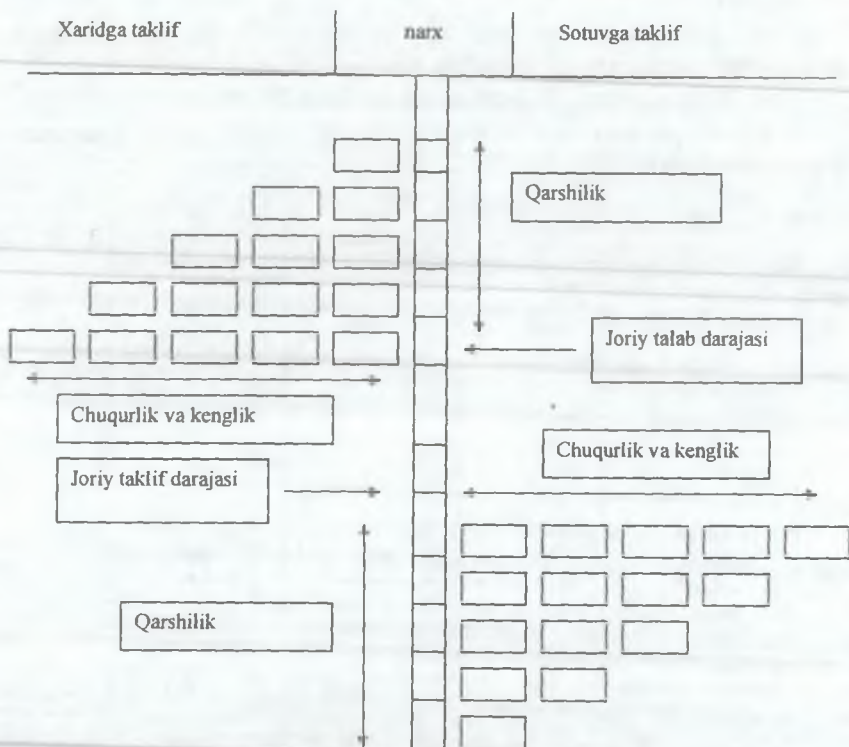 Xaridga taklif
narx
Sotuvga taklif
Qarshilik
Joriy talab darajasi
Chuqurlik va kenglik
Chuqurlik va kenglik
Joriy taklif darajasi
Qarshilik